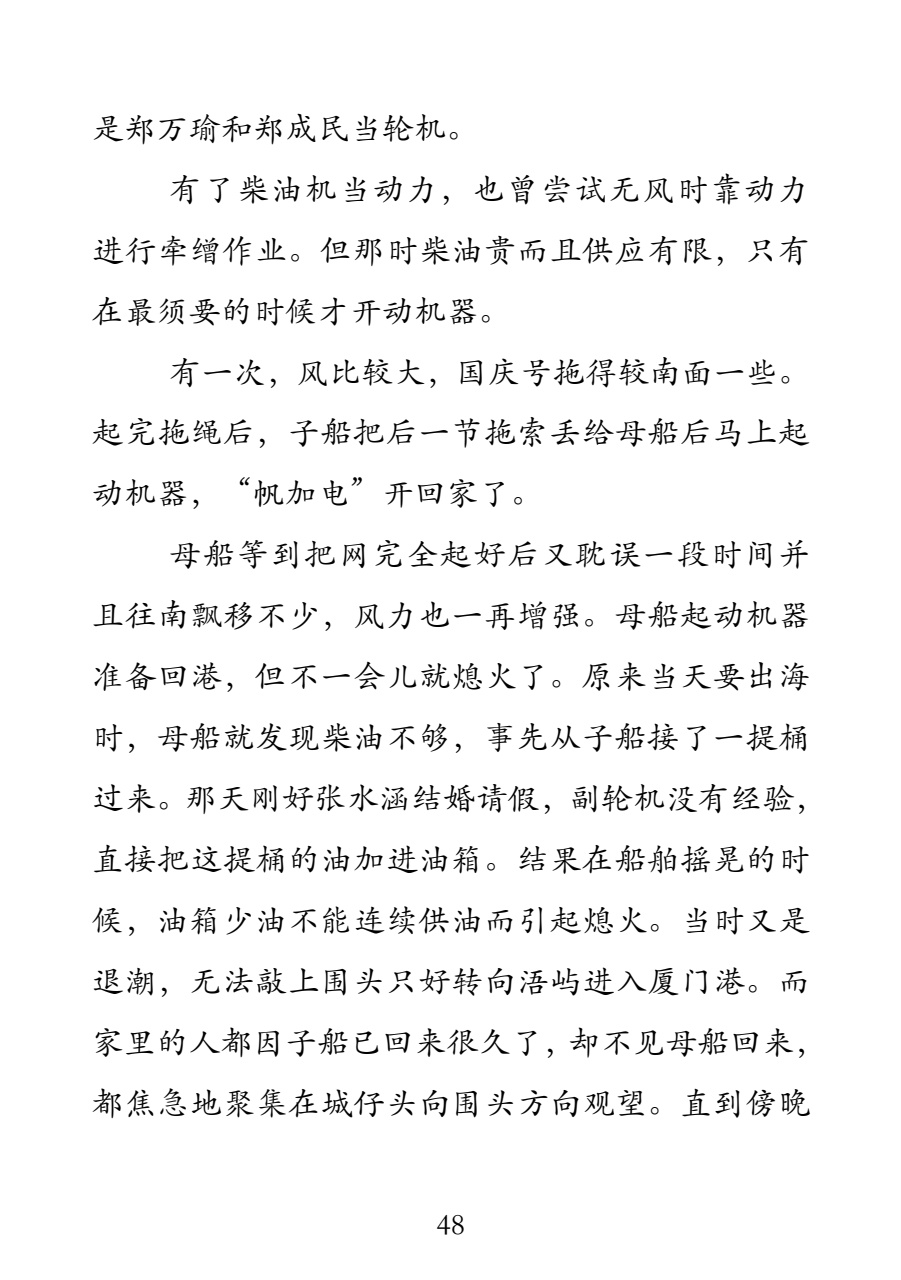 是郑万瑜和郑成民当轮机。
有了柴油机当动力，也曾尝试无风时靠动力
进行牵缯作业。但那时柴油贵而且供应有限，只有
在最须要的时候才开动机器。
有一次，风比较大，国庆号拖得较南面一些。
起完拖绳后，子船把后一节拖索丢给母船后马上起
动机器，“帆加电”开回家了。
母船等到把网完全起好后又耽误一段时间并
且往南飘移不少，风力也一再增强。母船起动机器
准备回港，但不一会儿就熄火了。原来当天要出海
时，母船就发现柴油不够，事先从子船接了一提桶
过来。那天刚好张水涵结婚请假，副轮机没有经验，
直接把这提桶的油加进油箱。结果在船舶摇晃的时
候，油箱少油不能连续供油而引起熄火。当时又是
退潮，无法敲上围头只好转向浯屿进入厦门港。而
家里的人都因子船已回来很久了，却不见母船回来，
都焦急地聚集在城仔头向围头方向观望。直到傍晚
48